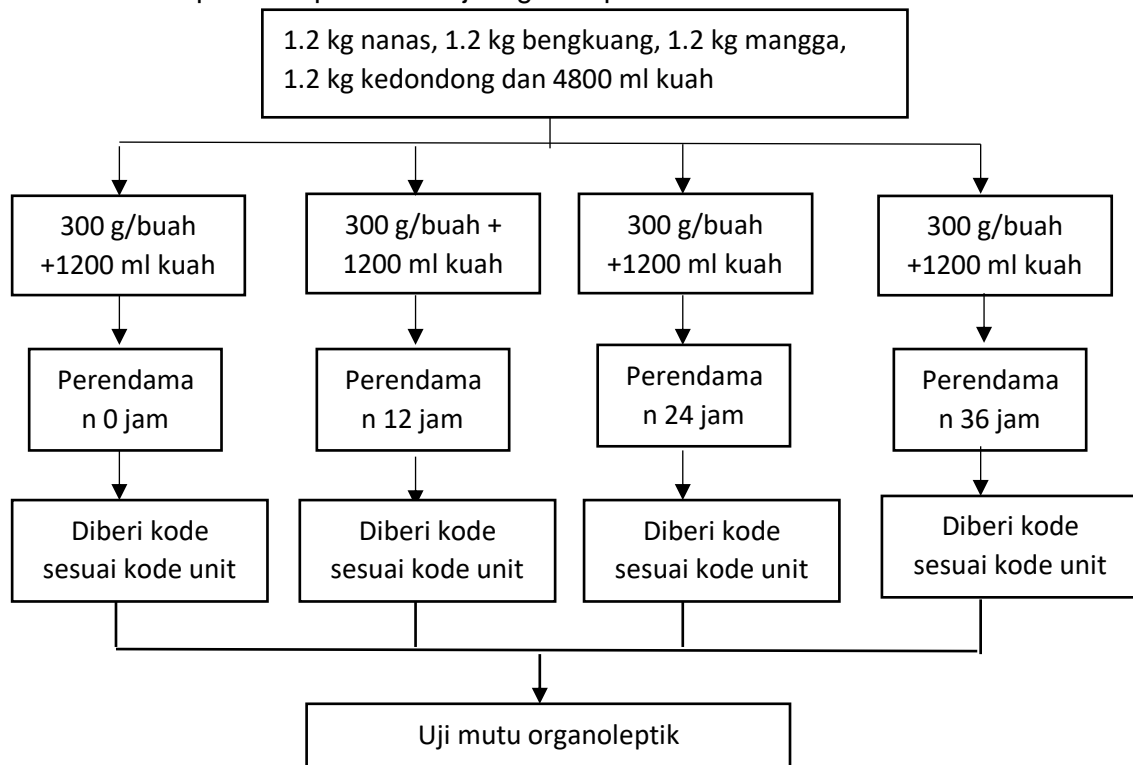 1.2 kg nanas, 1.2 kg bengkuang, 1.2 kg mangga,
1.2 kg kedondong dan 4800 ml kuah
300 g/buah
+1200 ml kuah
300 g/buah +
1200 ml kuah
300 g/buah
+1200 ml kuah
300 g/buah
+1200 ml kuah
Perendama
n 0 jam
Perendama
n 12 jam
Perendama
n 24 jam
Perendama
n 36 jam
Diberi kode
sesuai kode unit
Diberi kode
sesuai kode unit
Diberi kode
sesuai kode unit
Diberi kode
sesuai kode unit
Uji mutu organoleptik